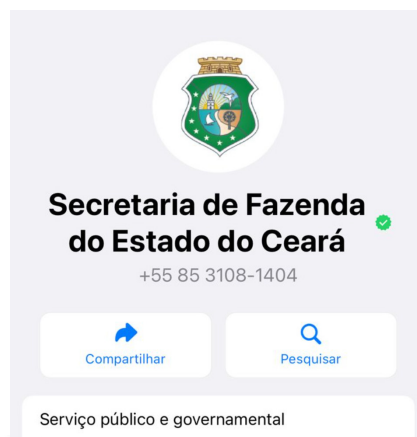 Secretaria de Fazenda
do Estado do Ceará
+55 85 3108-1404
Compartilhar
Pesquisar
Serviço público e governamental